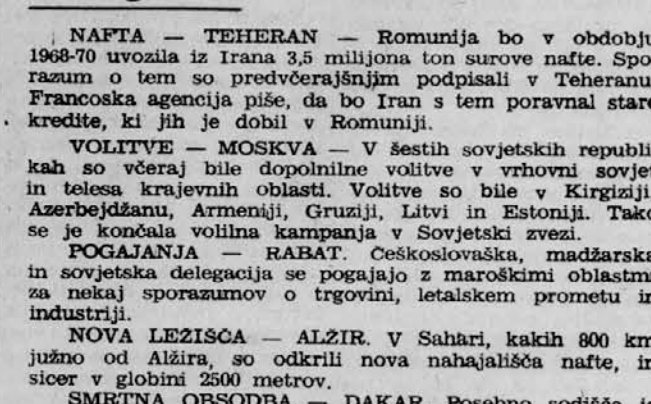 NAFTA — TEHERAN — Romunija bo v obdobju
1968-70 uvozila iz Irana 3,5 milijona ton surove nafte. Spo
razum o tem so predvčerajšnjim podpisali v Teheranu
Francoska agencija piše, da bo Iran s tem poravnal stare
kredite, ki jih je dobil v Romuniji.
VOLITVE — MOSKVA — V šestih sovjetskih republi
kah so včeraj bile dopolnilne volitve v vrhovni sovjet
in telesa krajevnih oblasti. Volitve so bile v Kirgiziji
Azerbejdžanu, Armeniji, Gruziji, Litvi in Estoniji. Tako
se je končala volilna kampanja v Sovjetski zvezi.
POGAJANJA — RABAT. Češkoslovaška, madžarska
in sovjetska delegacija se pogajajo z maroškimi oblastmi
za nekaj sporazumov o trgovini, letalskem prometu in
industriji.
NOVA LEŽIŠČA — ALŽIR. V Sahari, kakih 800 km
južno od Alžira, so odkrili nova nahajališča nafte, in
sicer v globini 2500 metrov.
SMRTNA OBSODBA — DAKAR. Posebno sodišče je